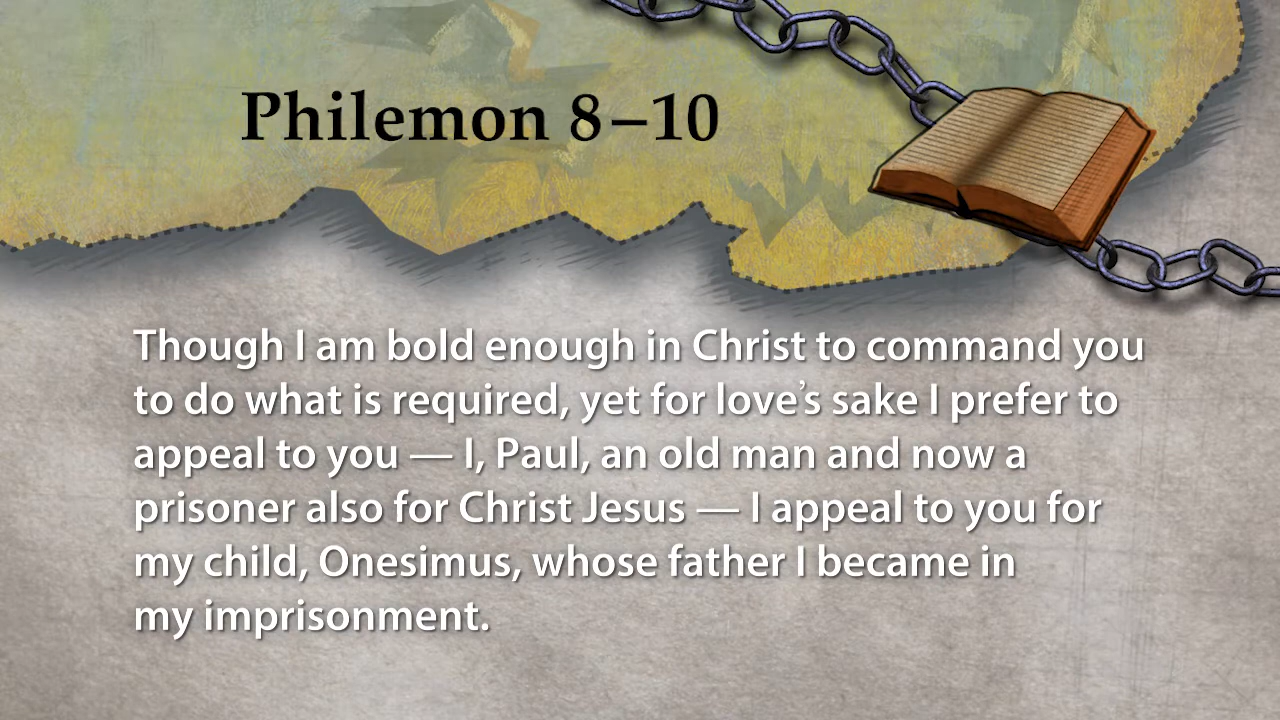 Philemon 8–10
Though I am bold enough in Christ to command you
to do what is required, yet for love’s sake I prefer to
appeal to you — I, Paul, an old man and now a
prisoner also for Christ Jesus — I appeal to you for
my child, Onesimus, whose father I became in
my imprisonment.